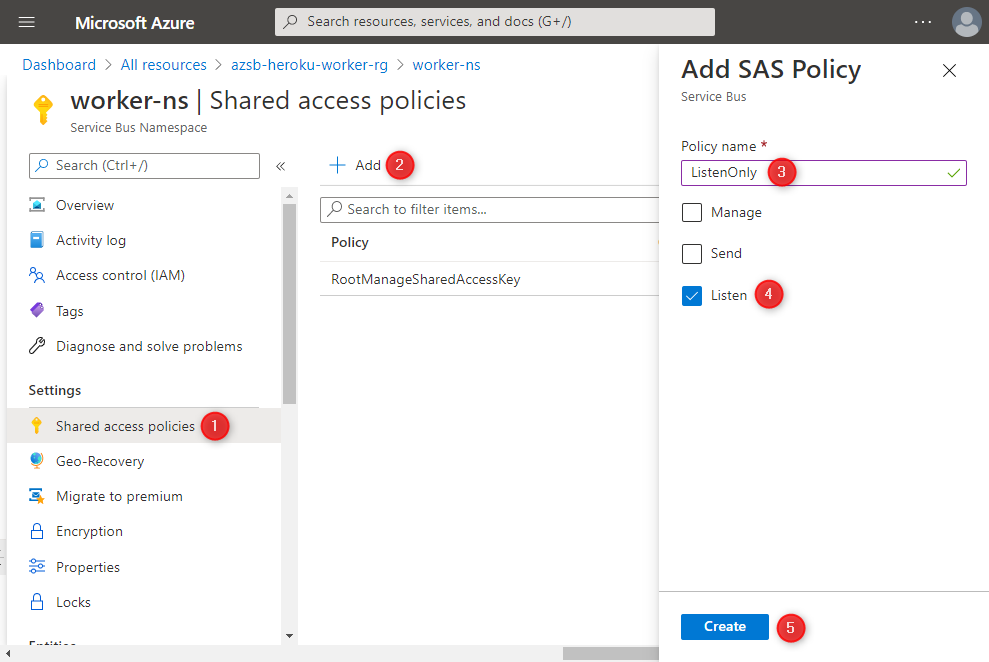 Microsoft Azure
Search resources, services, and docs (G+/)
Dashboard > All resources > azsb-heroku-worker-rg > worker-ns
worker-ns | Shared access policies
Service Bus Namespace
Search (Ctrl+/)
Overview
Activity log
Access control (IAM)
Tags
Diagnose and solve problems
Settings
Shared access policies 1
Geo-Recovery
Migrate to premium
Encryption
Properties
Locks
Add 2
Search to filter items...
Policy
RootManageSharedAccessKey
Add SAS Policy
Service Bus
Policy name *
ListenOnly 3
Manage
Send
Listen 4
Create 5